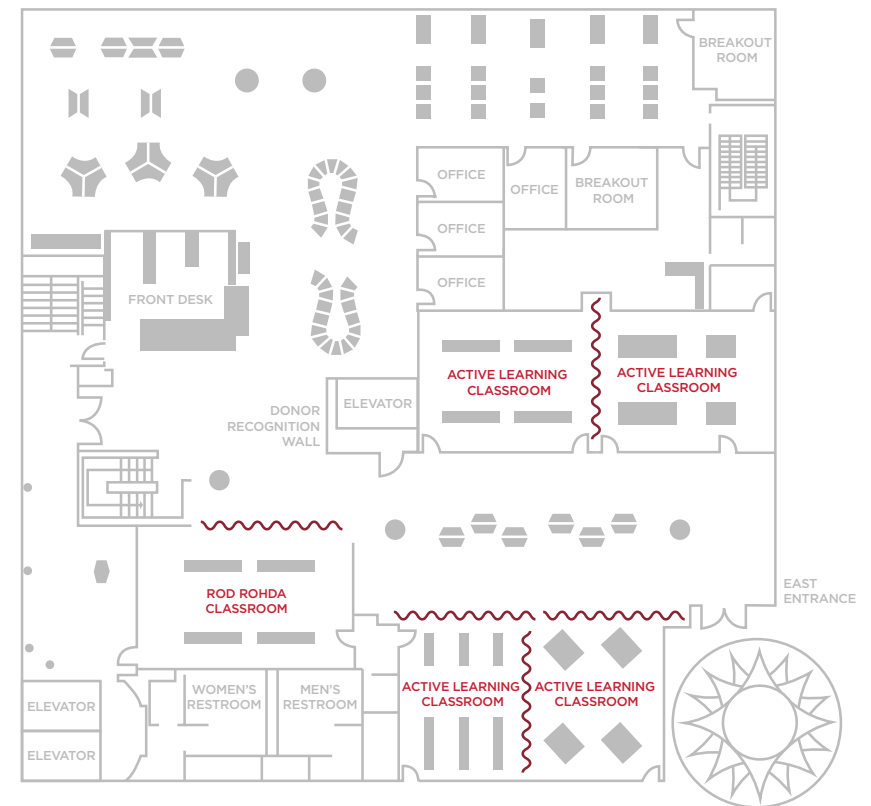 BREAKOUT
ROOM
OFFICE
OFFICE
BREAKOUT
ROOM
OFFICE
OFFICE
FRONT DESK
ACTIVE LEARNING
CLASSROOM
ACTIVE LEARNING
CLASSROOM
ELEVATOR
DONOR
RECOGNITION
WALL
EAST
ENTRANCE
ROD ROHDA
CLASSROOM
WOMEN'S
RESTROOM
MEN'S
RESTROOM
ACTIVE LEARNING
CLASSROOM
ACTIVE LEARNING
CLASSROOM
ELEVATOR
ELEVATOR